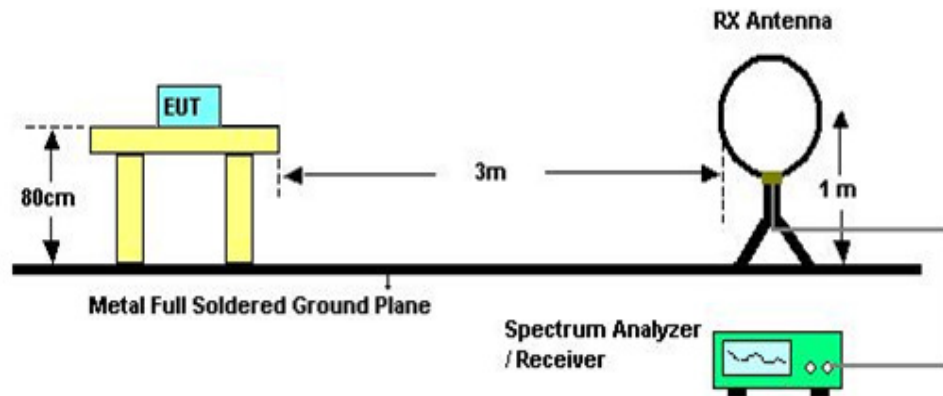 RX Antenna
EUT
80cm
3m
1 m
Metal Full Soldered Ground Plane
Spectrum Analyzer
/ Receiver